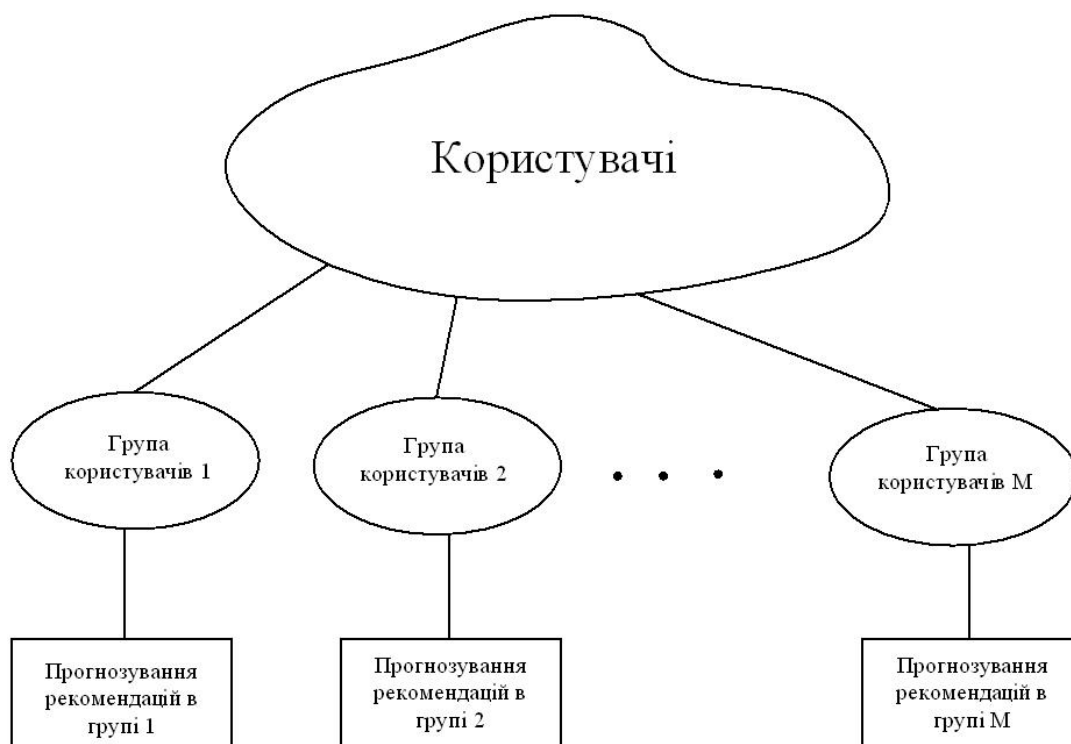 Користувачі
Група
користувачів 1
Група
користувачів 2
Група
користувачів М
Прогнозування
рекомендацій в
групі 1
Прогнозування
рекомендацій в
групі 2
Прогнозування
рекомендацій в
групі М